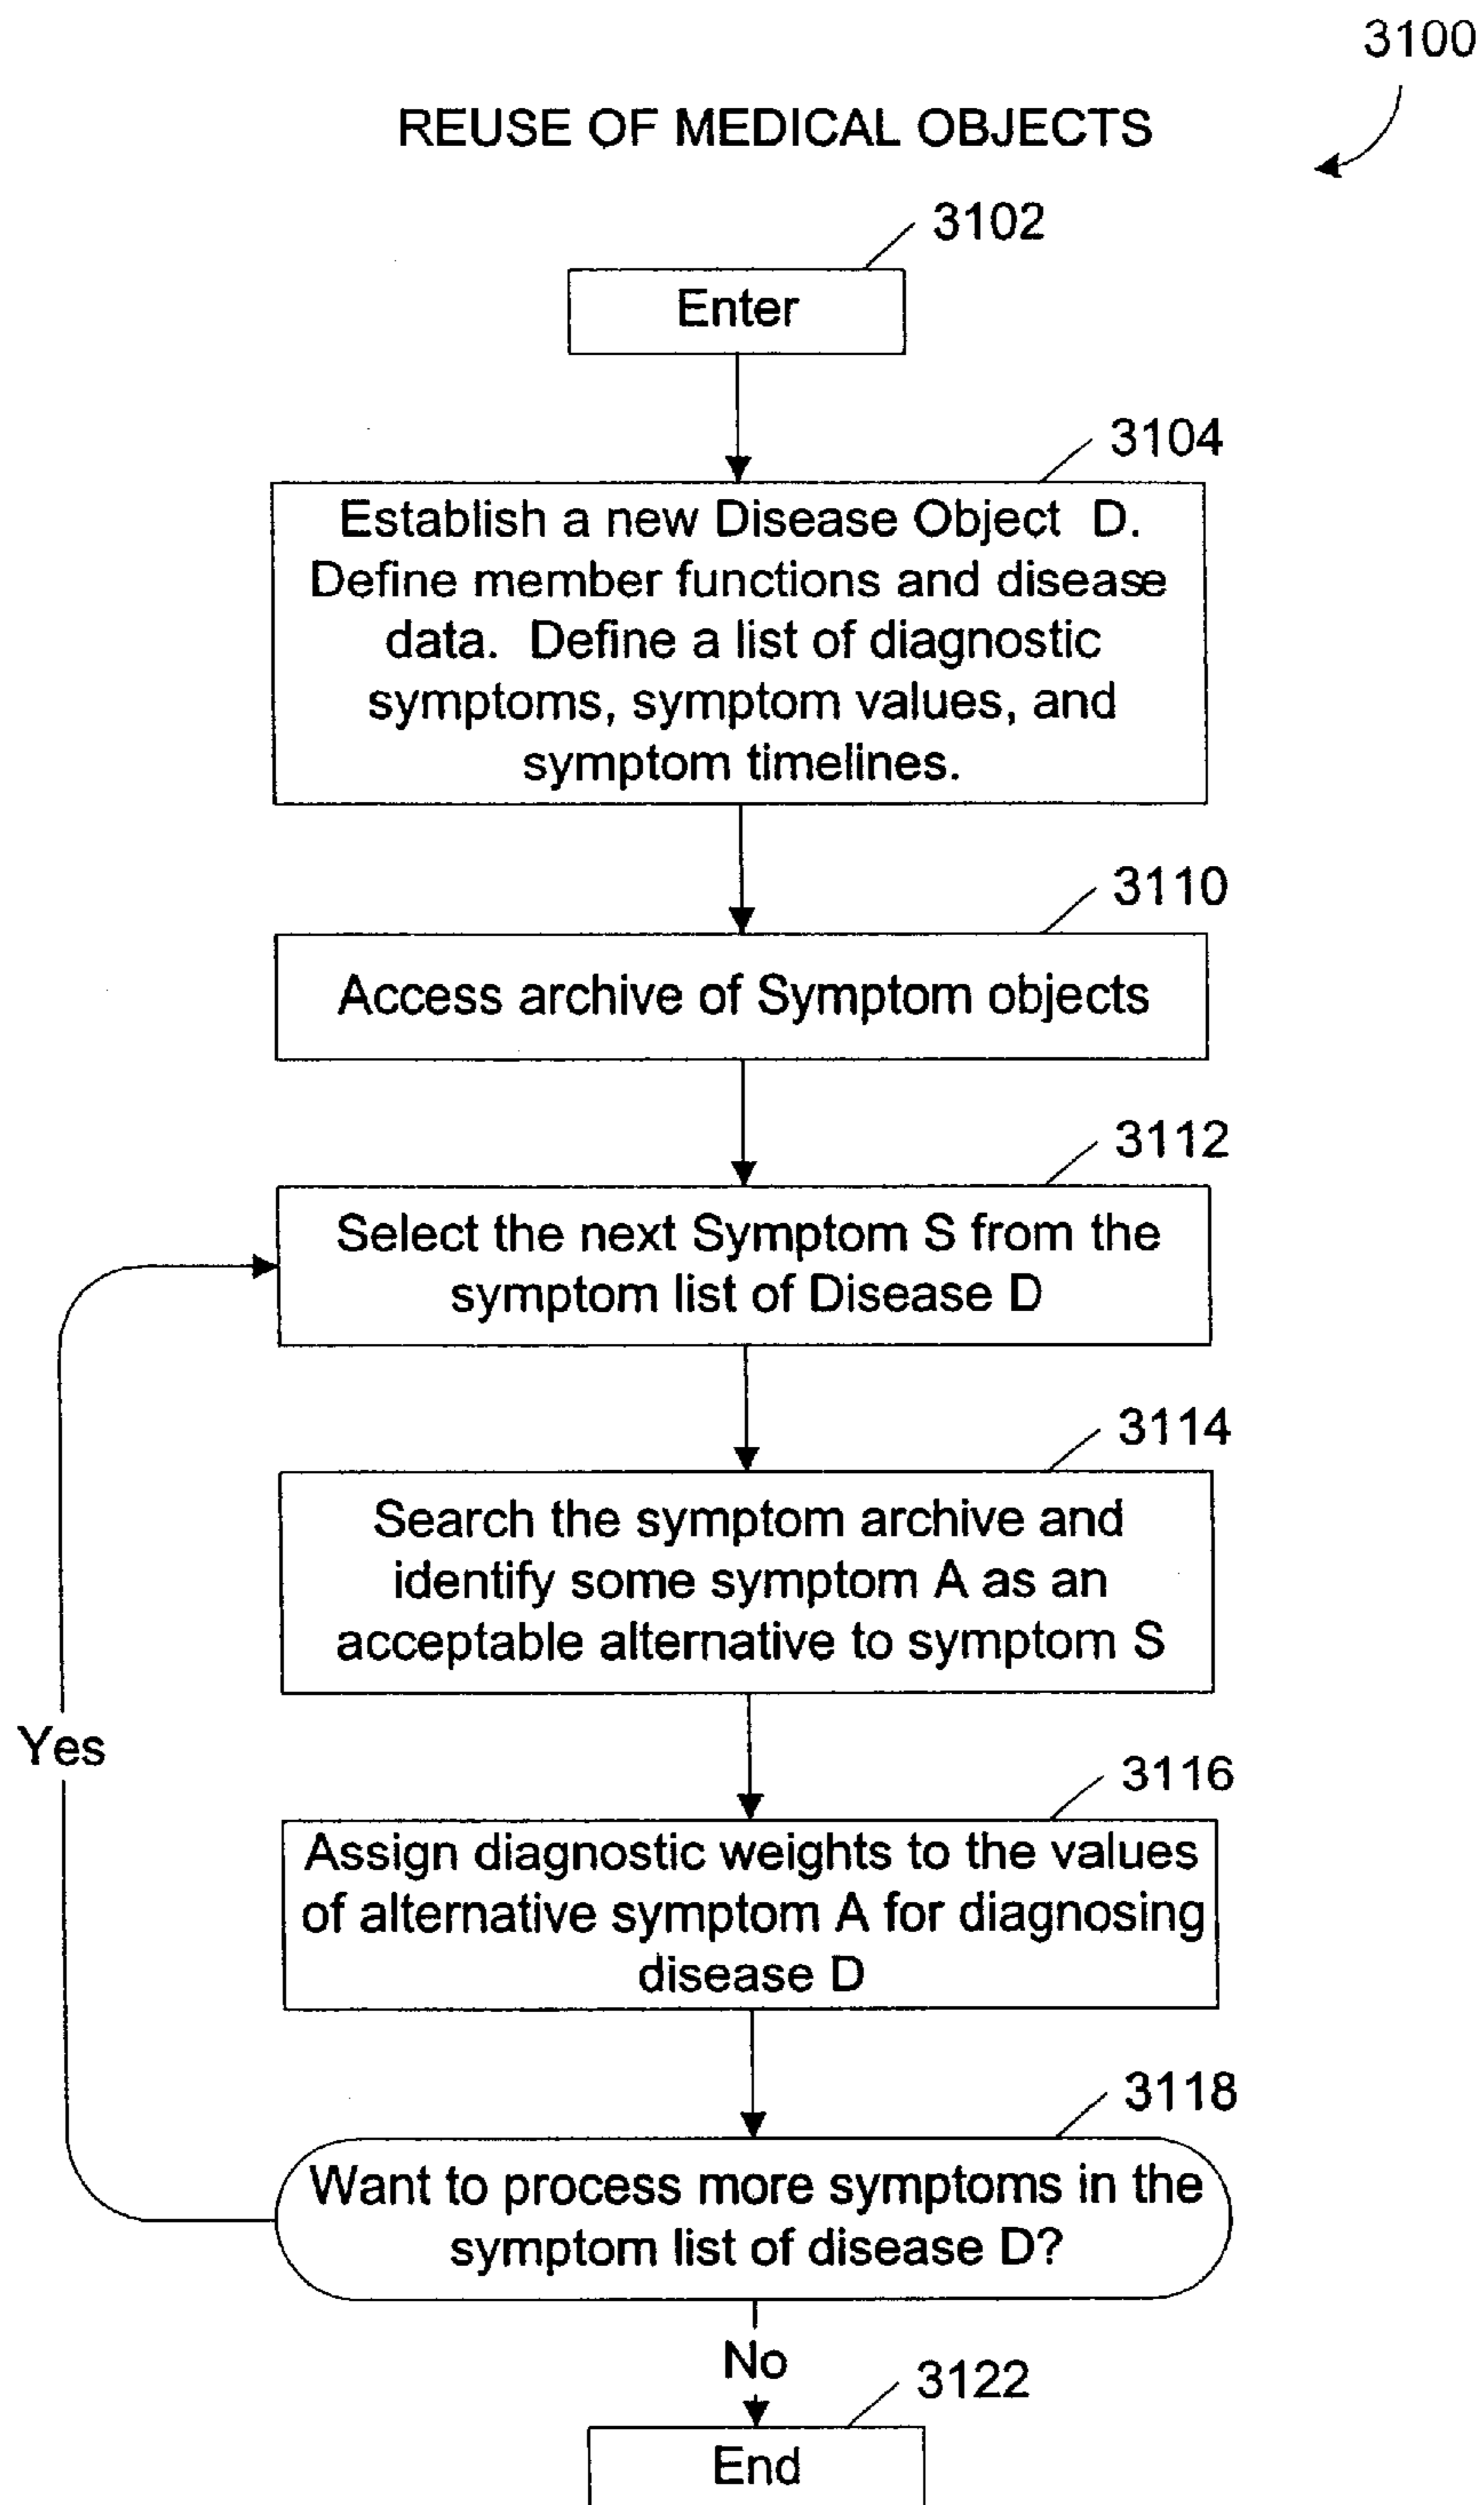 3100
REUSE OF MEDICAL OBJECTS
3102
Enter
3104
Establish a new Disease Object D.
Define member functions and disease
data. Define a list of diagnostic
symptoms, symptom values, and
symptom timelines.
3110
Access archive of Symptom objects
3112
Select the next Symptom S from the
symptom list of Disease D
3114
Search the symptom archive and
identify some symptom A as an
acceptable alternative to symptom S
Yes
3116
Assign diagnostic weights to the values
of alternative symptom A for diagnosing
disease D
3118
Want to process more symptoms in the
symptom list of disease D?
No
3122
End